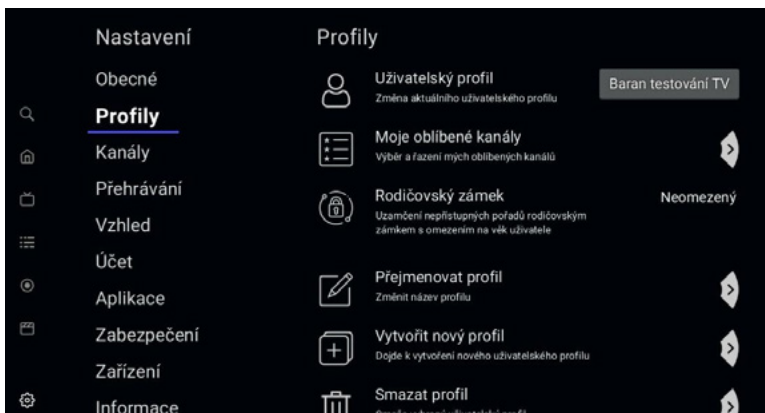 Nastavení
Obecné
Profily
Kanály
Přehrávání
Vzhled
Účet
Aplikace
Zabezpečení
Zařízení
Informace
Profily
Uživatelský profil
Změna aktuálního uživatelského profilu
Baran testování TV
Moje oblíbené kanály
Výběr a řazení mých oblíbených kanálů
Rodičovský zámek
Neomezený
Uzamčení nepřístupných pořadů rodičovským
zámkem s omezením na věk uživatele
Přejmenovat profil
Změnit název profilu
Vytvořit nový profil
Dojde k vytvoření nového uživatelského profilu
Smazat profil